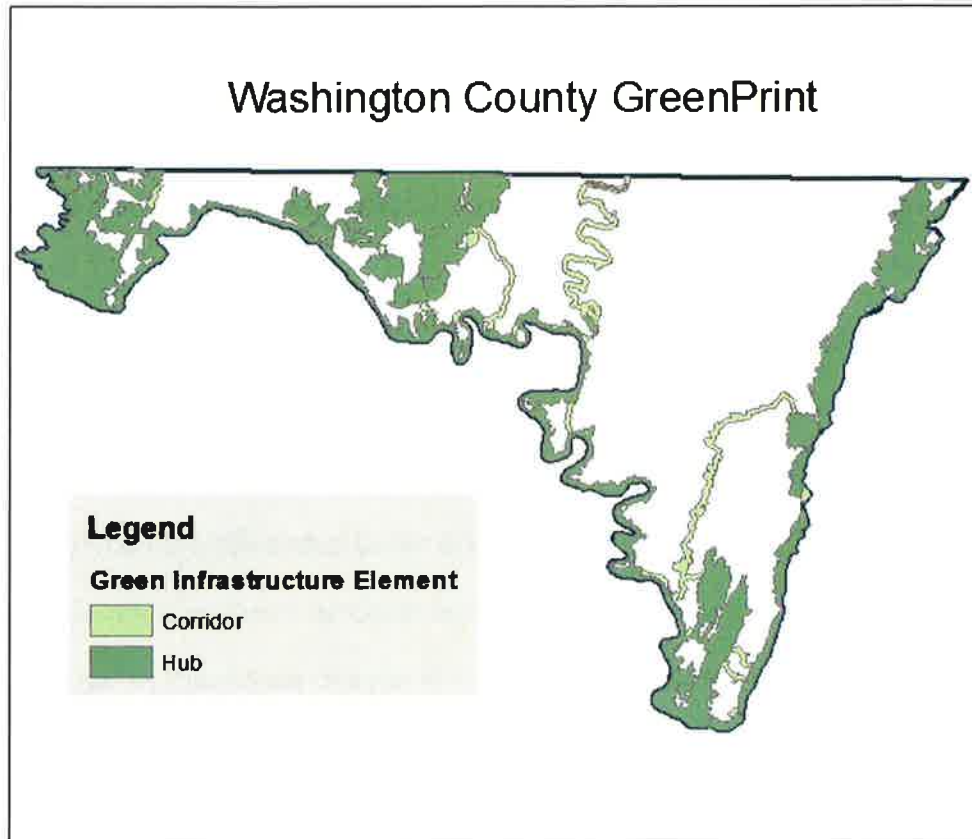 Washington County GreenPrint
Legend
Green Infrastructure Element
Corridor
Hub